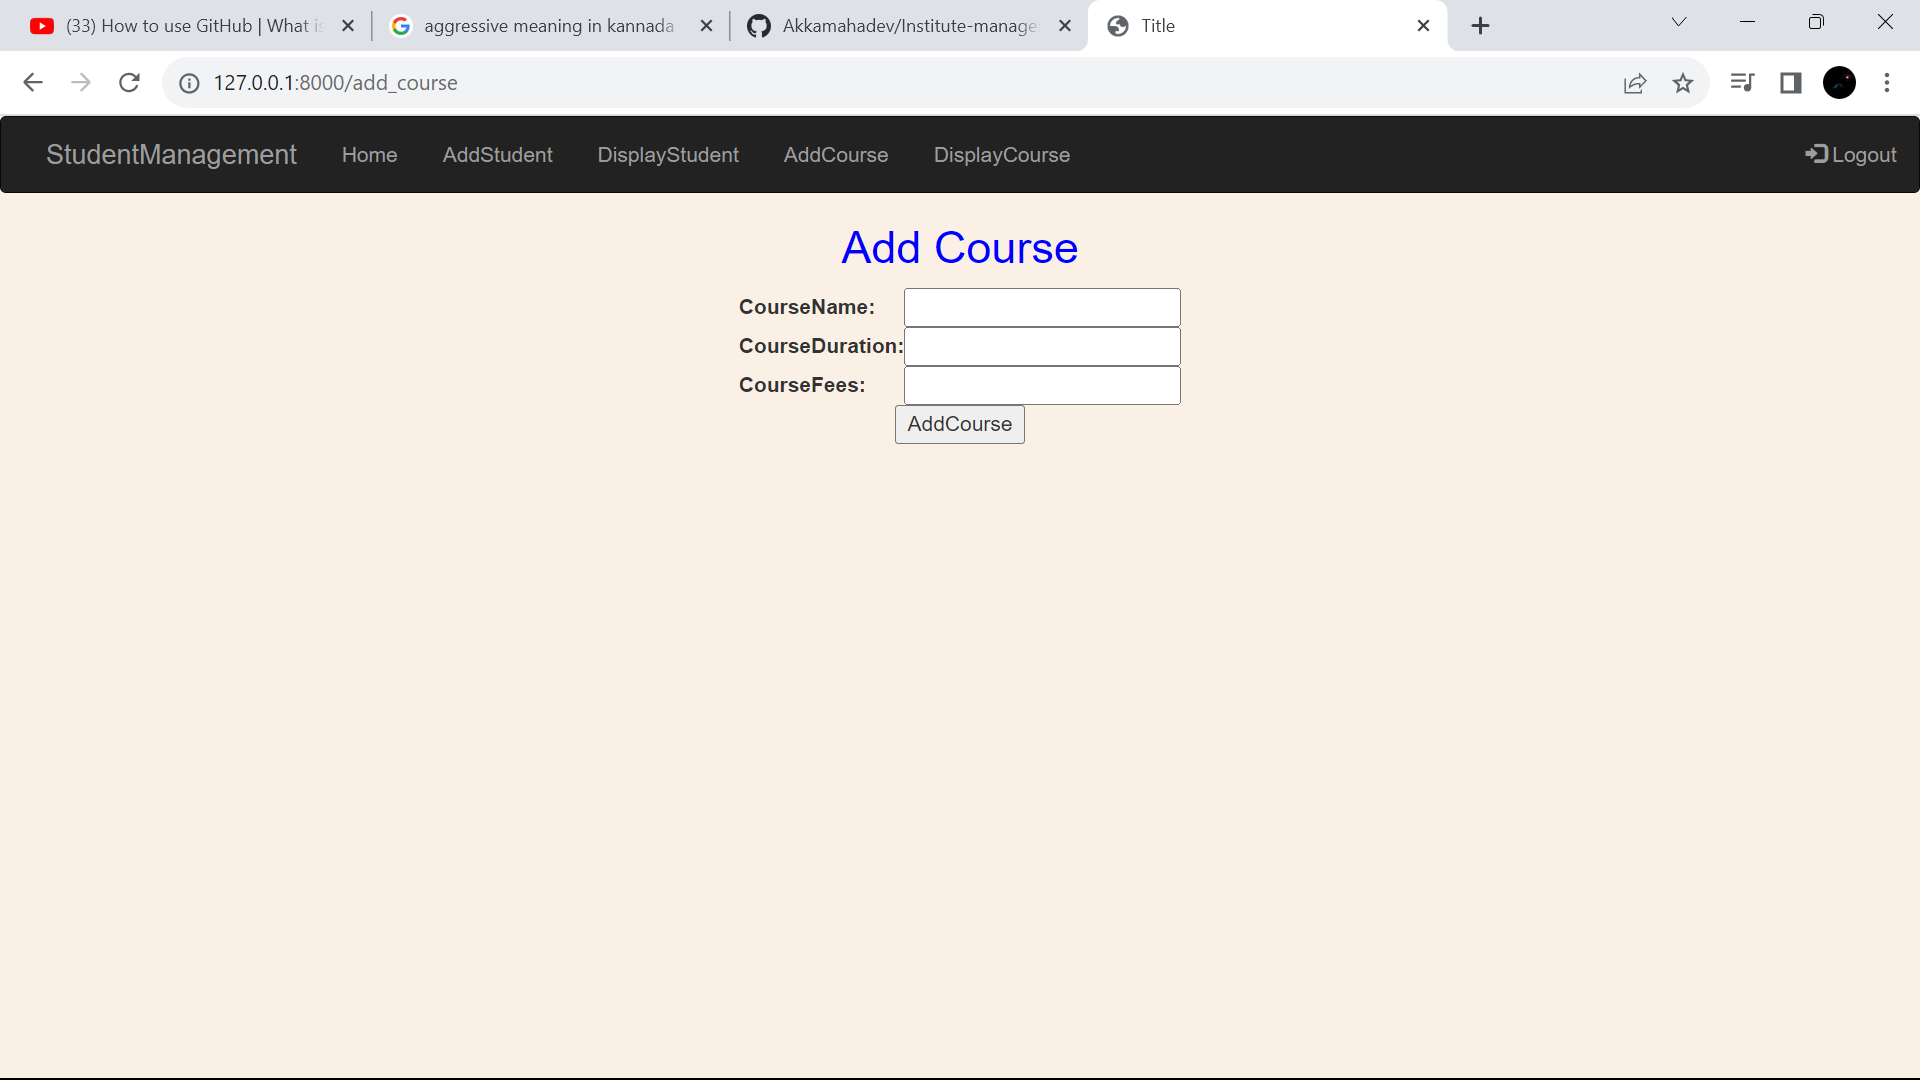 (33) How to use GitHub | What is
aggressive meaning in kannada
Akkamahadev/Institute-manage
Title
127.0.0.1:8000/add_course
StudentManagement Home AddStudent DisplayStudent AddCourse DisplayCourse Logout
Add Course
CourseName:
CourseDuration:
CourseFees:
AddCourse